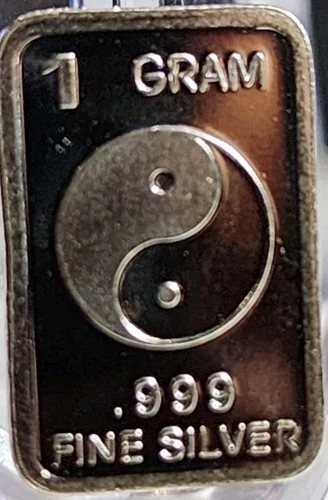 1 GRAM
.999
FINE SILVER